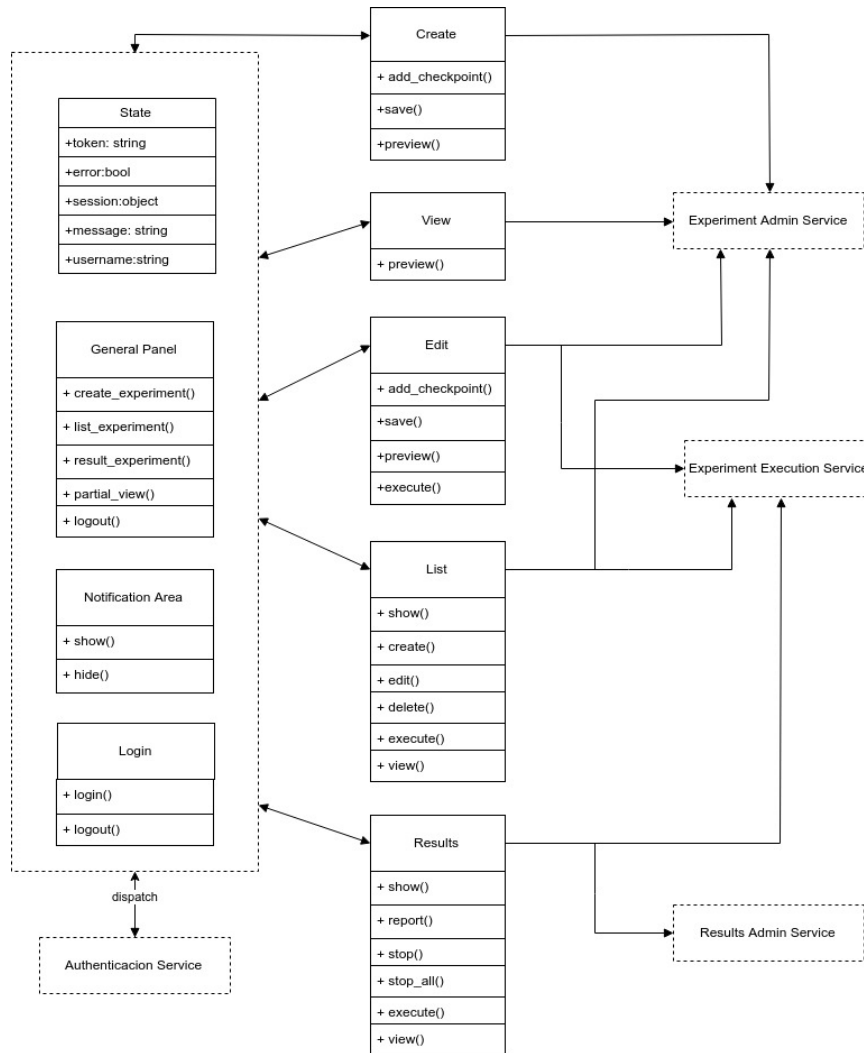 State
+token: string
+error:bool
+session:object
+message: string
+username:string
General Panel
+ create_experiment()
+ list_experiment()
+ result_experiment()
+ partial_view()
+ logout()
Notification Area
+ show()
+ hide()
Login
+ login()
+ logout()
dispatch
Authenticacion Service
Create
+ add_checkpoint()
+save()
+preview()
View
+ preview()
Edit
+ add_checkpoint()
+save()
+preview()
+execute()
List
+ show()
+ create()
+ edit()
+ delete()
+ execute()
+ view()
Results
+ show()
+ report()
+ stop()
+ stop_all()
+ execute()
+ view()
Experiment Admin Service
Experiment Execution Service
Results Admin Service